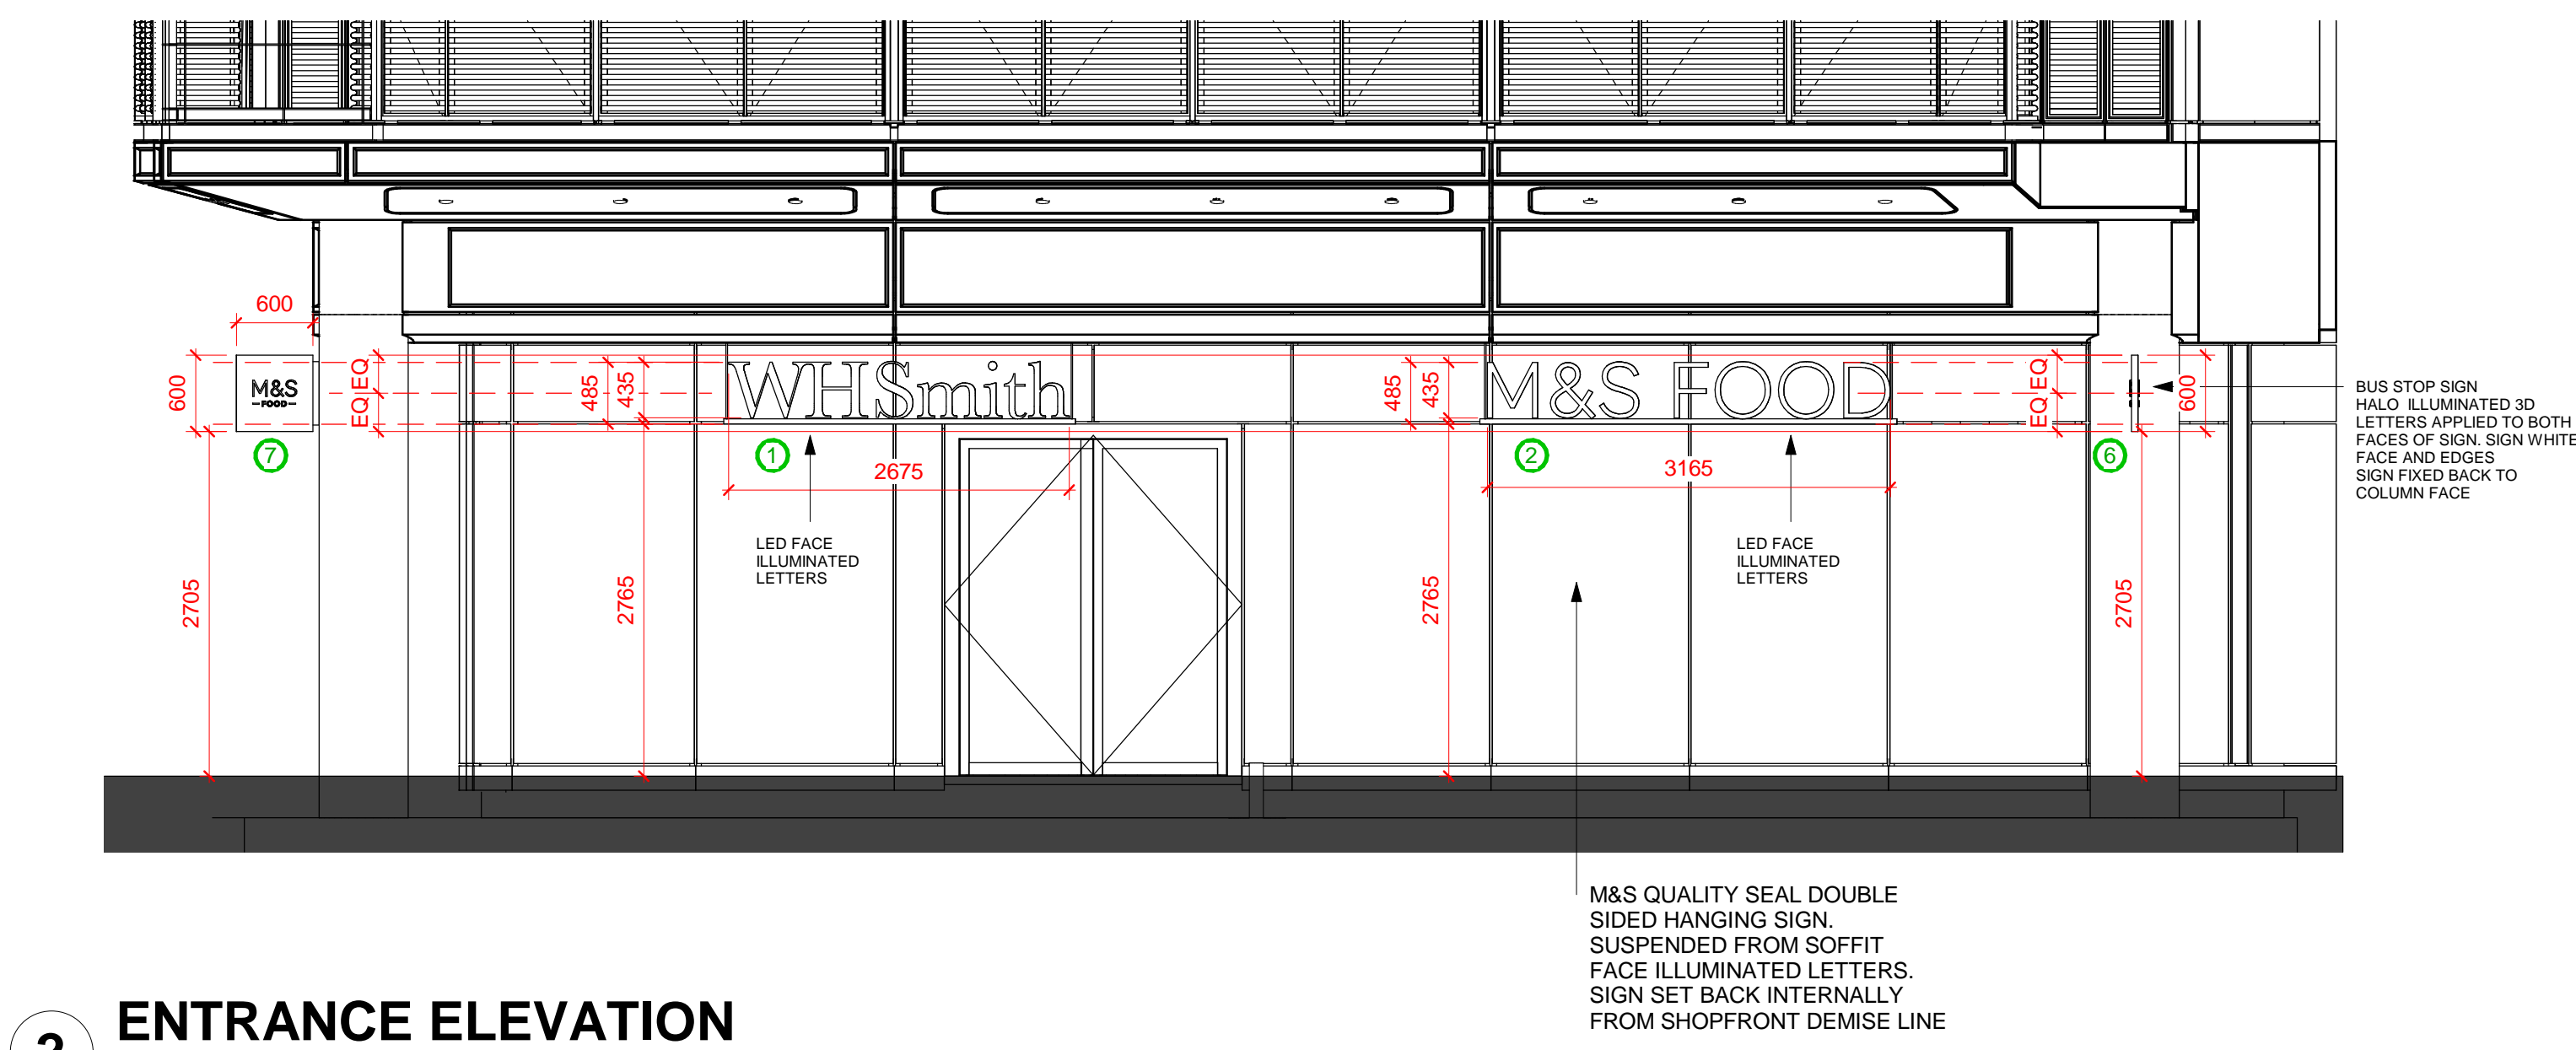 600
600
EQ
EQ
M&S
-FOOD-
7
2705
485
435
WHSmith
1
2675
LED FACE
ILLUMINATED
LETTERS
2765
485
435
M&S FOOD
2
3165
LED FACE
ILLUMINATED
LETTERS
2765
EQ
EQ
600
6
2705
BUS STOP SIGN
HALO ILLUMINATED 3D
LETTERS APPLIED TO BOTH
FACES OF SIGN. SIGN WHITE
FACE AND EDGES
SIGN FIXED BACK TO
COLUMN FACE
M&S QUALITY SEAL DOUBLE
SIDED HANGING SIGN.
SUSPENDED FROM SOFFIT
FACE ILLUMINATED LETTERS.
SIGN SET BACK INTERNALLY
FROM SHOPFRONT DEMISE LINE
ENTRANCE ELEVATION